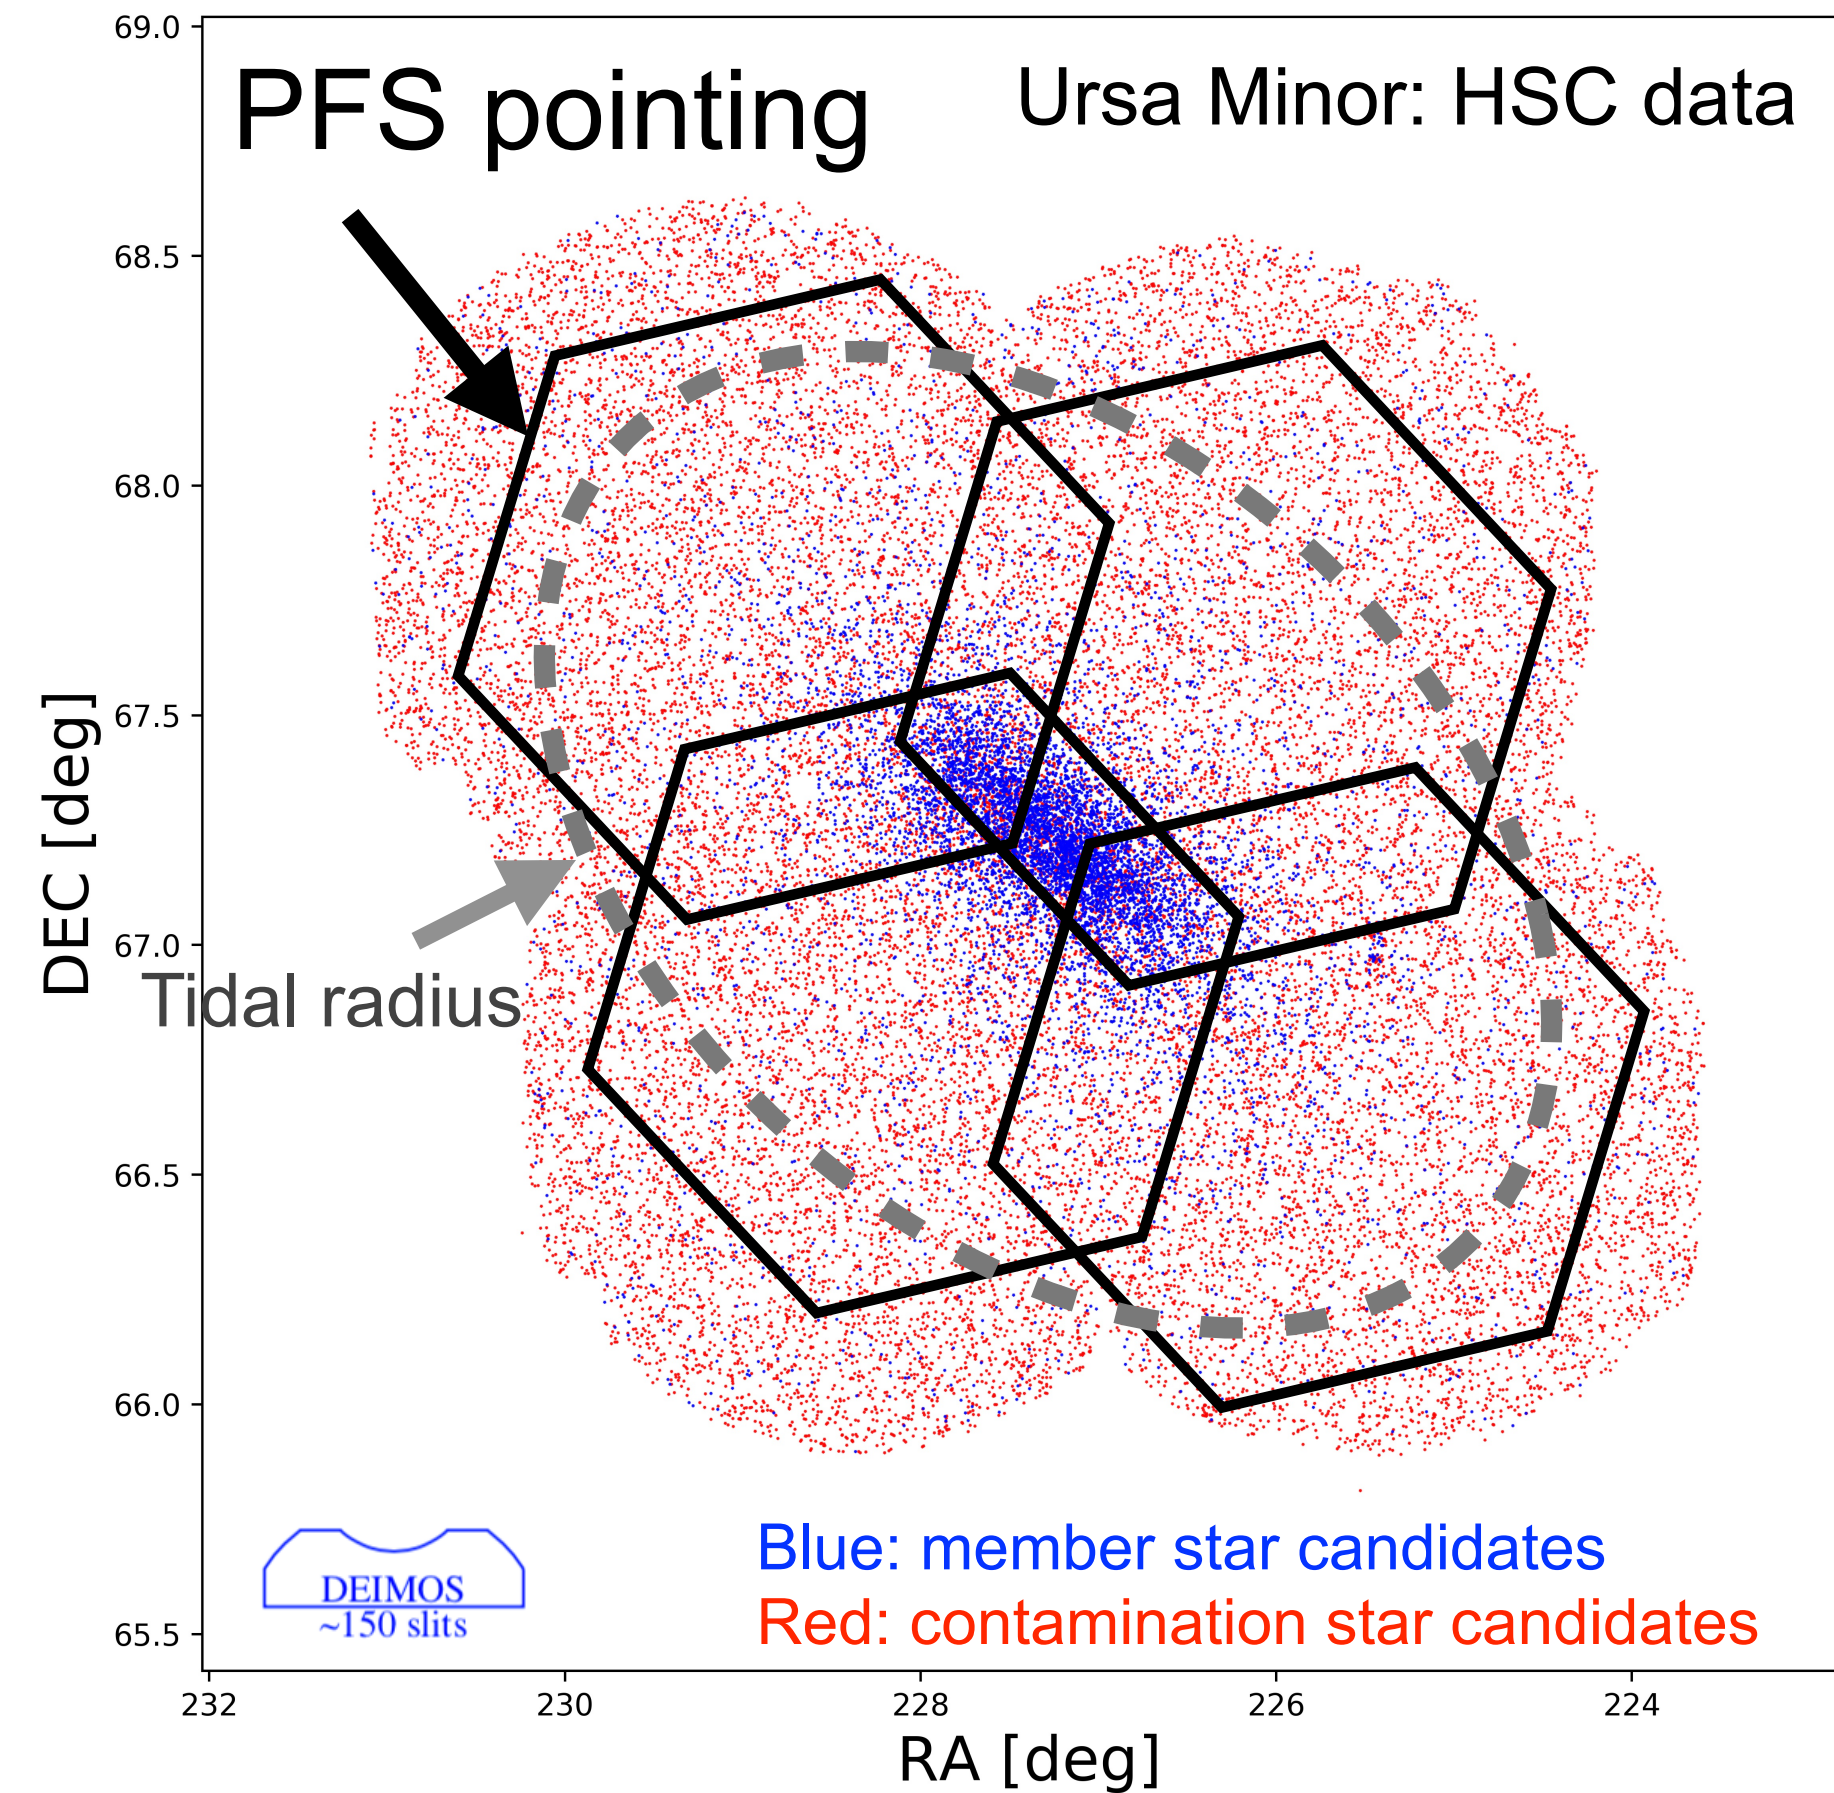 PFS pointing
Ursa Minor: HSC data
69.0
68.5
68.0
67.5
67.0
66.5
66.0
65.5
DEC [deg]
Tidal radius
Blue: member star candidates
Red: contamination star candidates
DEIMOS
~150 slits
232
230
228
226
224
RA [deg]